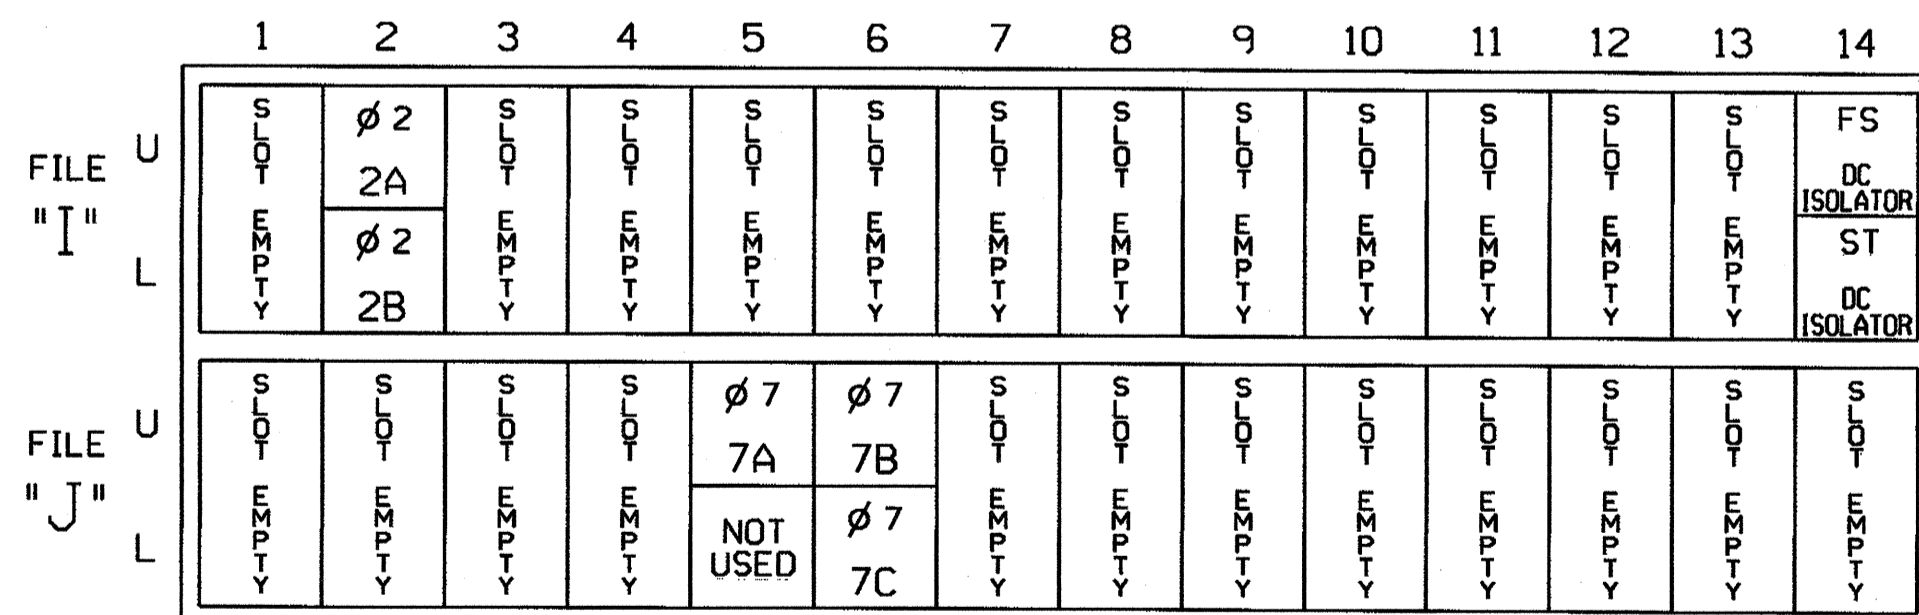 1 2 3 4 5 6 7 8 9 10 11 12 13 14
FILE "I"
U
L
SLOT EMPTY
Ø 2
2A
Ø 2
2B
SLOT EMPTY
SLOT EMPTY
SLOT EMPTY
SLOT EMPTY
SLOT EMPTY
SLOT EMPTY
SLOT EMPTY
SLOT EMPTY
SLOT EMPTY
SLOT EMPTY
SLOT EMPTY
FS
DC
ISOLATOR
ST
DC
ISOLATOR
FILE "J"
U
L
SLOT EMPTY
SLOT EMPTY
SLOT EMPTY
SLOT EMPTY
Ø 7
7A
NOT
USED
Ø 7
7B
Ø 7
7C
SLOT EMPTY
SLOT EMPTY
SLOT EMPTY
SLOT EMPTY
SLOT EMPTY
SLOT EMPTY
SLOT EMPTY
SLOT EMPTY